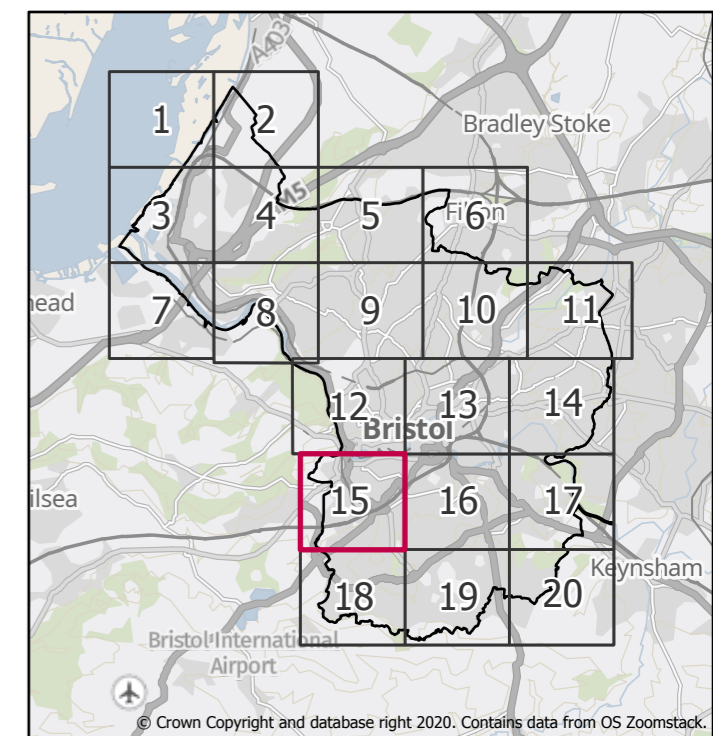 A403
1
2
Bradley Stoke
M5
3
4
5
6
Filton
ead
7
8
9
10
11
12
13
14
Bristol
ilsea
15
16
17
Keynsham
18
19
20
Bristol International
Airport
© Crown Copyright and database right 2020. Contains data from OS Zoomstack.